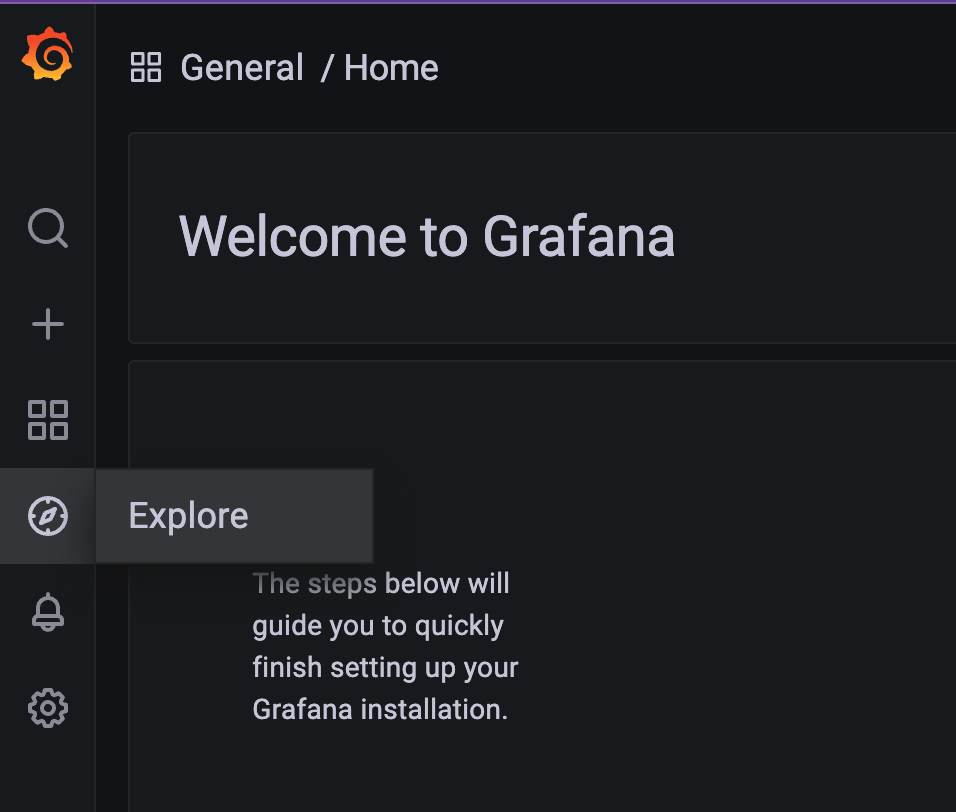 General / Home
Welcome to Grafana
Explore
The steps below will
guide you to quickly
finish setting up your
Grafana installation.